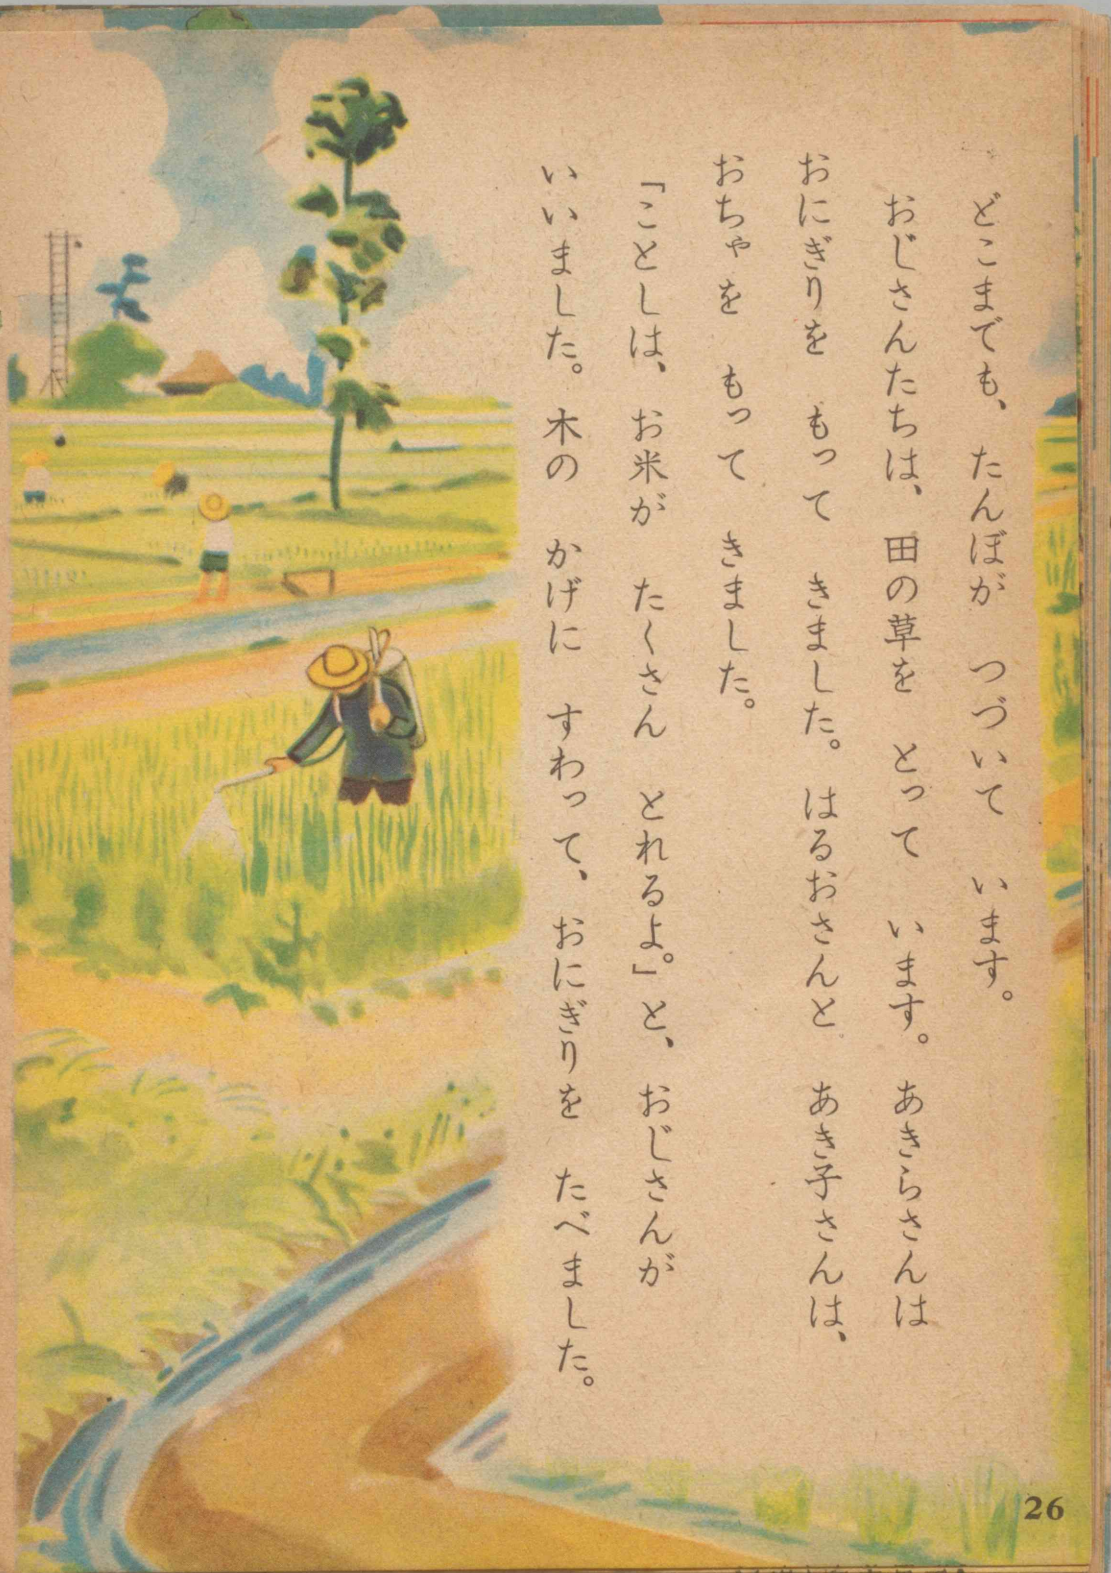 どこまでも、 たんぼが つづいて います。
おじさんたちは、 田の草を とって います。 あきらさんは
おにぎりを もって きました。 はるおさんと あき子さんは、
おちゃを もって きました。
「ことしは、 お米が たくさん とれるよ。」と、 おじさんが
いいました。 木の かげに すわって、 おにぎりを たべました。
26